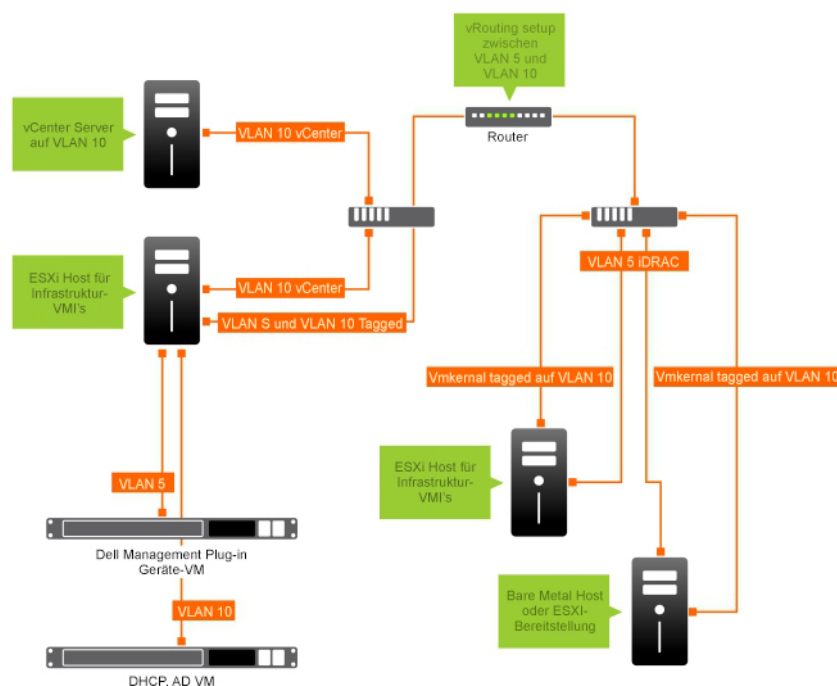 vRouting setup
zwischen
VLAN 5 und
VLAN 10
Router
vCenter Server
auf VLAN 10
VLAN 10 vCenter
ESXi Host für
Infrastruktur-
VMI's
VLAN 10 vCenter
VLAN S und VLAN 10 Tagged
VLAN 5 iDRAC
Vmkernal tagged auf VLAN 10
Vmkernal tagged auf VLAN 10
ESXi Host für
Infrastruktur-
VMI's
VLAN 5
Dell Management Plug-in
Geräte-VM
VLAN 10
DHCP, AD VM
Bare Metal Host
oder ESXI-
Bereitstellung